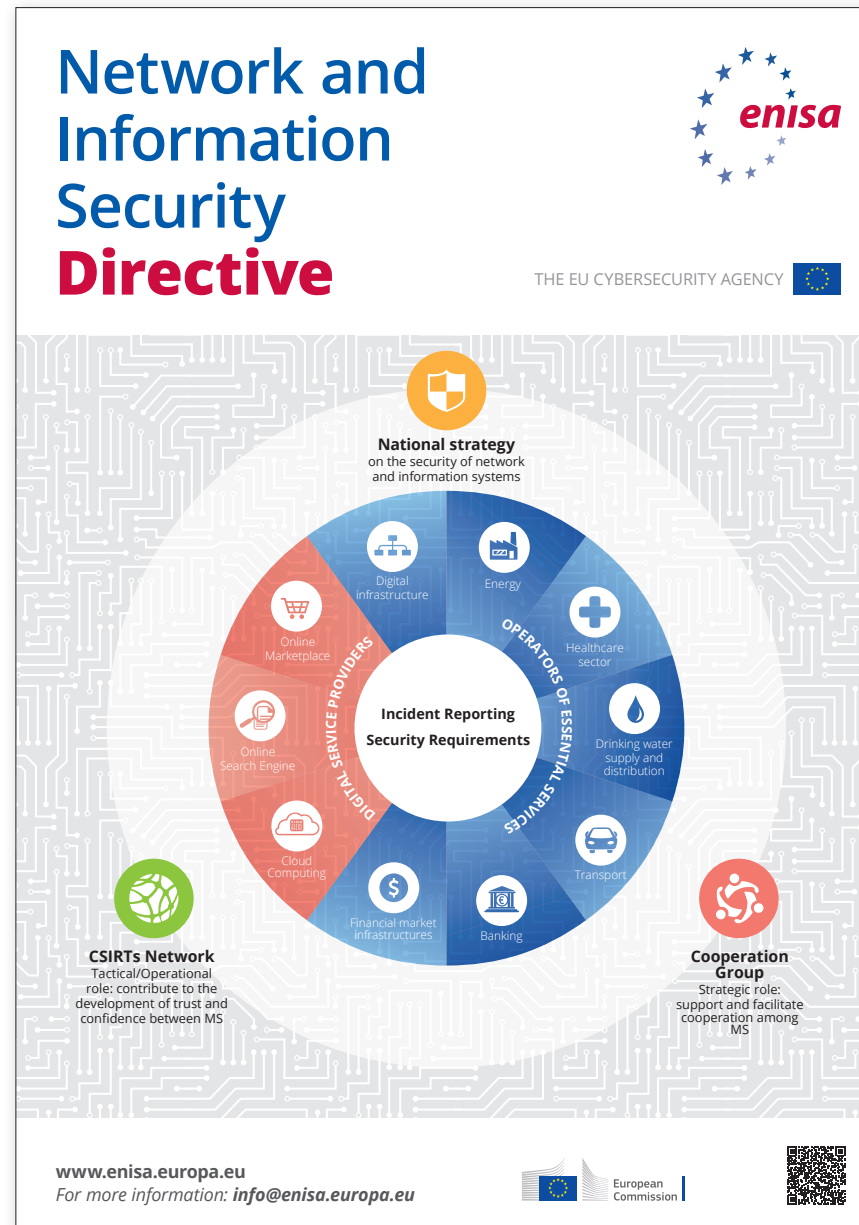 Network and
Information
Security
Directive
enisa
THE EU CYBERSECURITY AGENCY
National strategy
on the security of network
and information systems
Digital
infrastructure
Energy
Online
Marketplace
Healthcare
sector
DIGITAL SERVICE PROVIDERS
OPERATORS OF ESSENTIAL SERVICES
Incident Reporting
Security Requirements
Online
Search Engine
Drinking water
supply and
distribution
Cloud
Computing
Transport
Financial market
infrastructures
Banking
CSIRTs Network
Tactical/Operational
role: contribute to the
development of trust and
confidence between MS
Cooperation
Group
Strategic role:
support and facilitate
cooperation among
MS
www.enisa.europa.eu
For more information: info@enisa.europa.eu
European
Commission